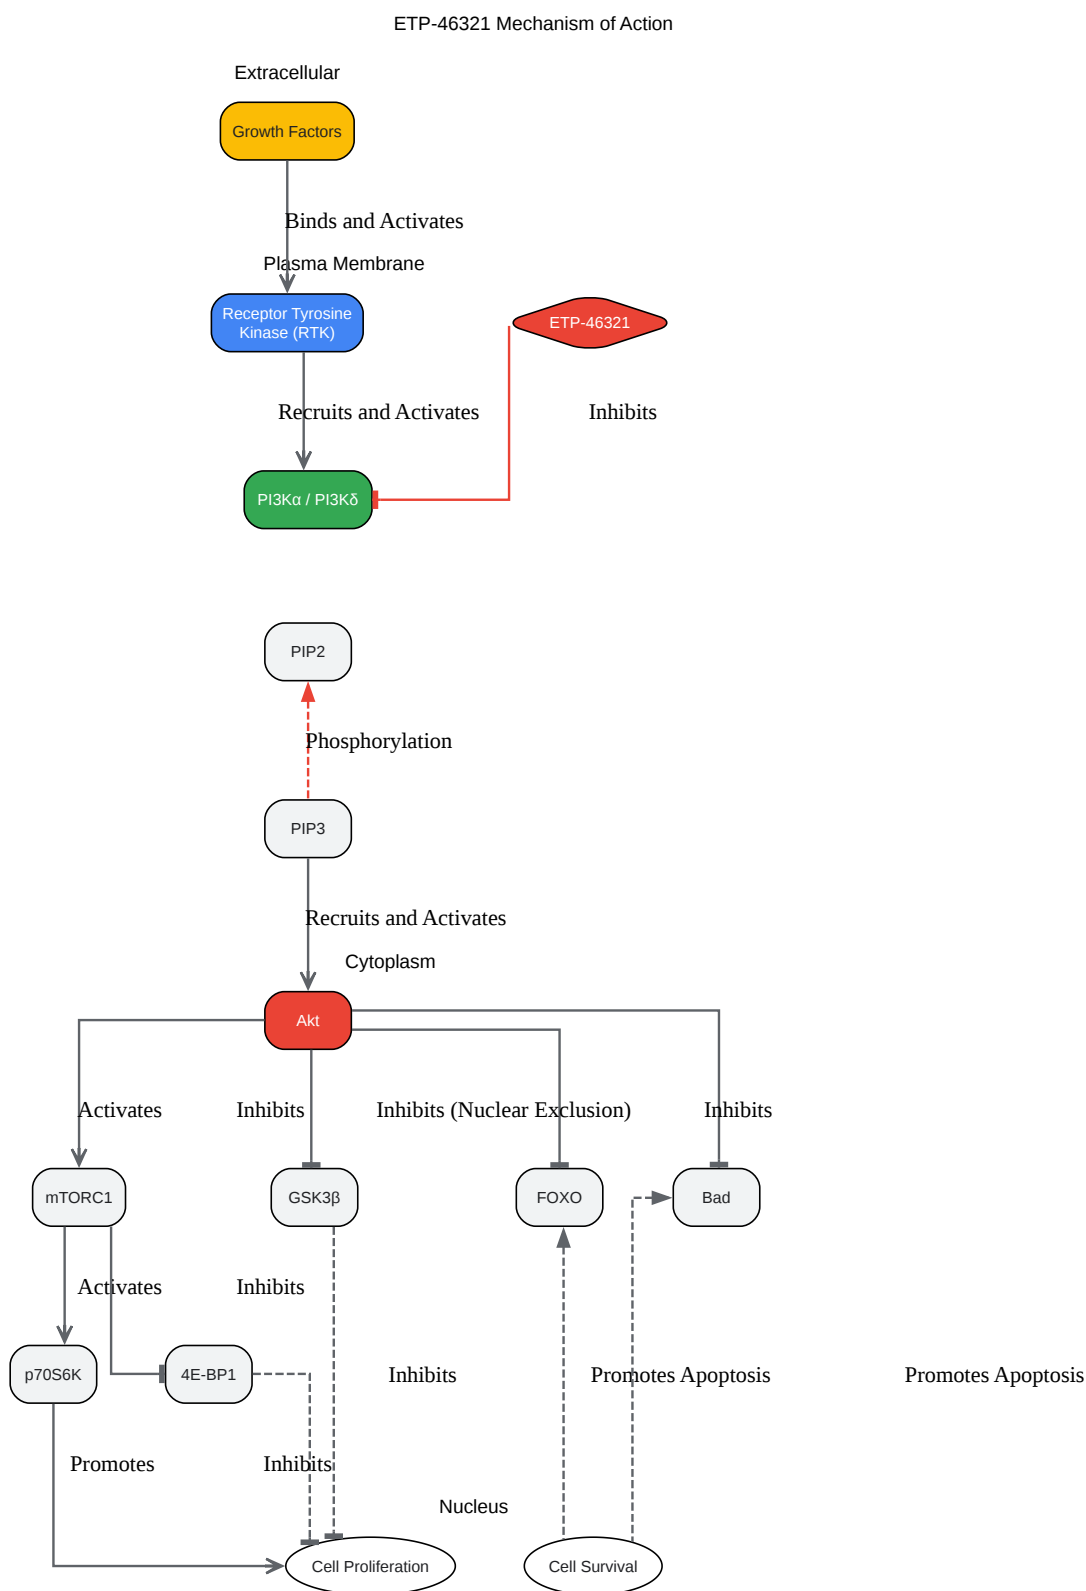 ETP-46321 Mechanism of Action
Extracellular
Growth Factors
Binds and Activates
Plasma Membrane
Receptor Tyrosine
Kinase (RTK)
ETP-46321
Recruits and Activates
Inhibits
PI3Kα / PI3Kδ
PIP2
Phosphorylation
PIP3
Recruits and Activates
Cytoplasm
Akt
Activates
Inhibits
Inhibits (Nuclear Exclusion)
Inhibits
mTORC1
GSK3β
FOXO
Bad
Activates
Inhibits
p70S6K
4E-BP1
Inhibits
Promotes Apoptosis
Promotes Apoptosis
Promotes
Inhibits
Nucleus
Cell Proliferation
Cell Survival